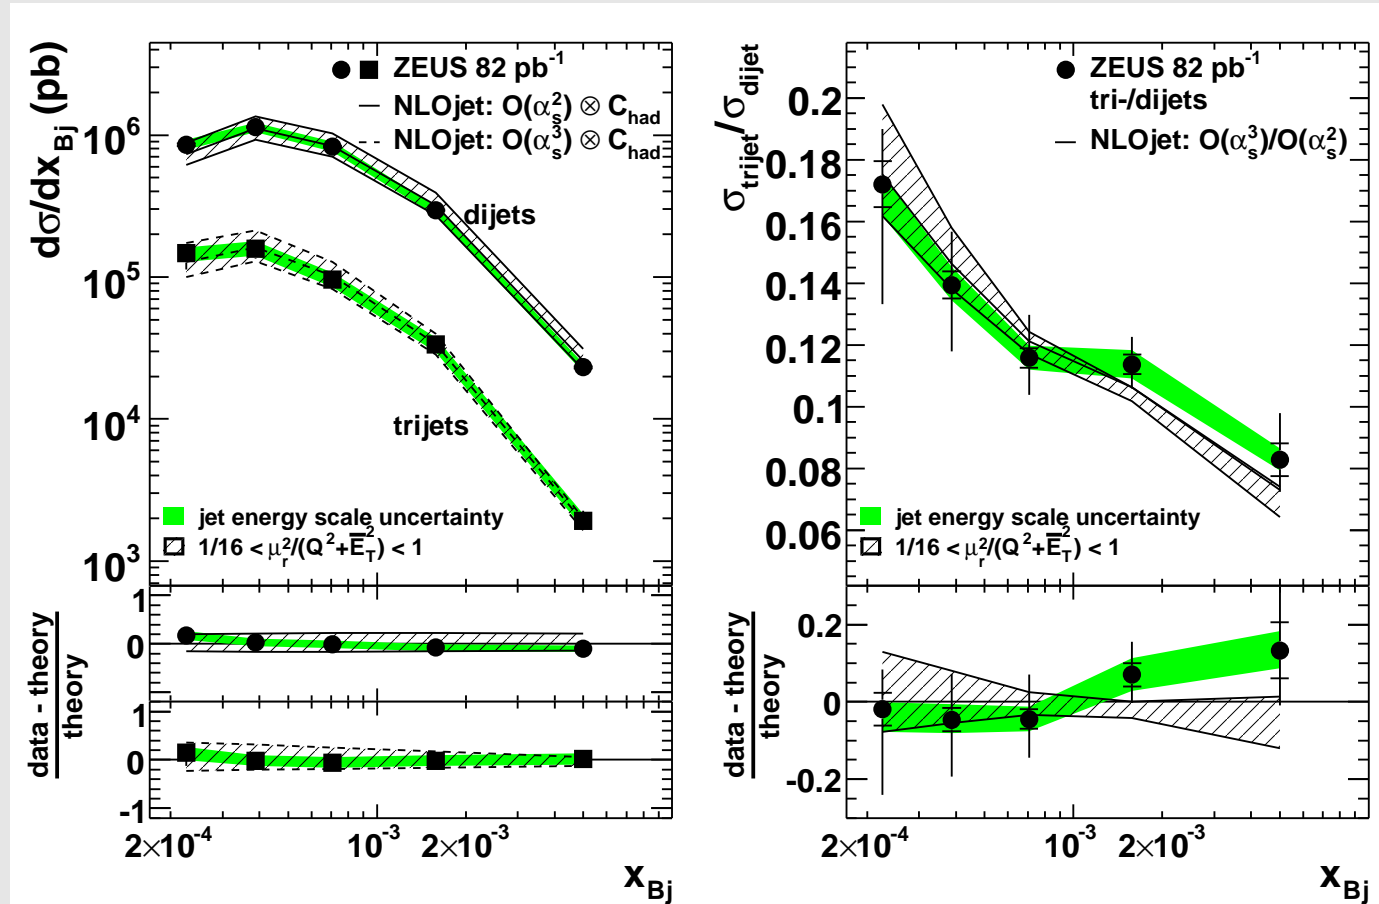 dσ/dx_Bj (pb)
10^6
10^5
10^4
10^3
ZEUS 82 pb^-1
NLOjet: O(α_s^2) ⊗ C_had
NLOjet: O(α_s^3) ⊗ C_had
dijets
trijets
jet energy scale uncertainty
1/16 < μ_r^2/(Q^2+E̅_T^2) < 1
data - theory
theory
1
0
data - theory
theory
1
0
-1
2×10^-4
10^-3
2×10^-3
x_Bj
σ_trijet/σ_dijet
0.2
0.18
0.16
0.14
0.12
0.1
0.08
0.06
ZEUS 82 pb^-1
tri-/dijets
NLOjet: O(α_s^3)/O(α_s^2)
jet energy scale uncertainty
1/16 < μ_r^2/(Q^2+E̅_T^2) < 1
data - theory
theory
0.2
0
-0.2
2×10^-4
10^-3
2×10^-3
x_Bj